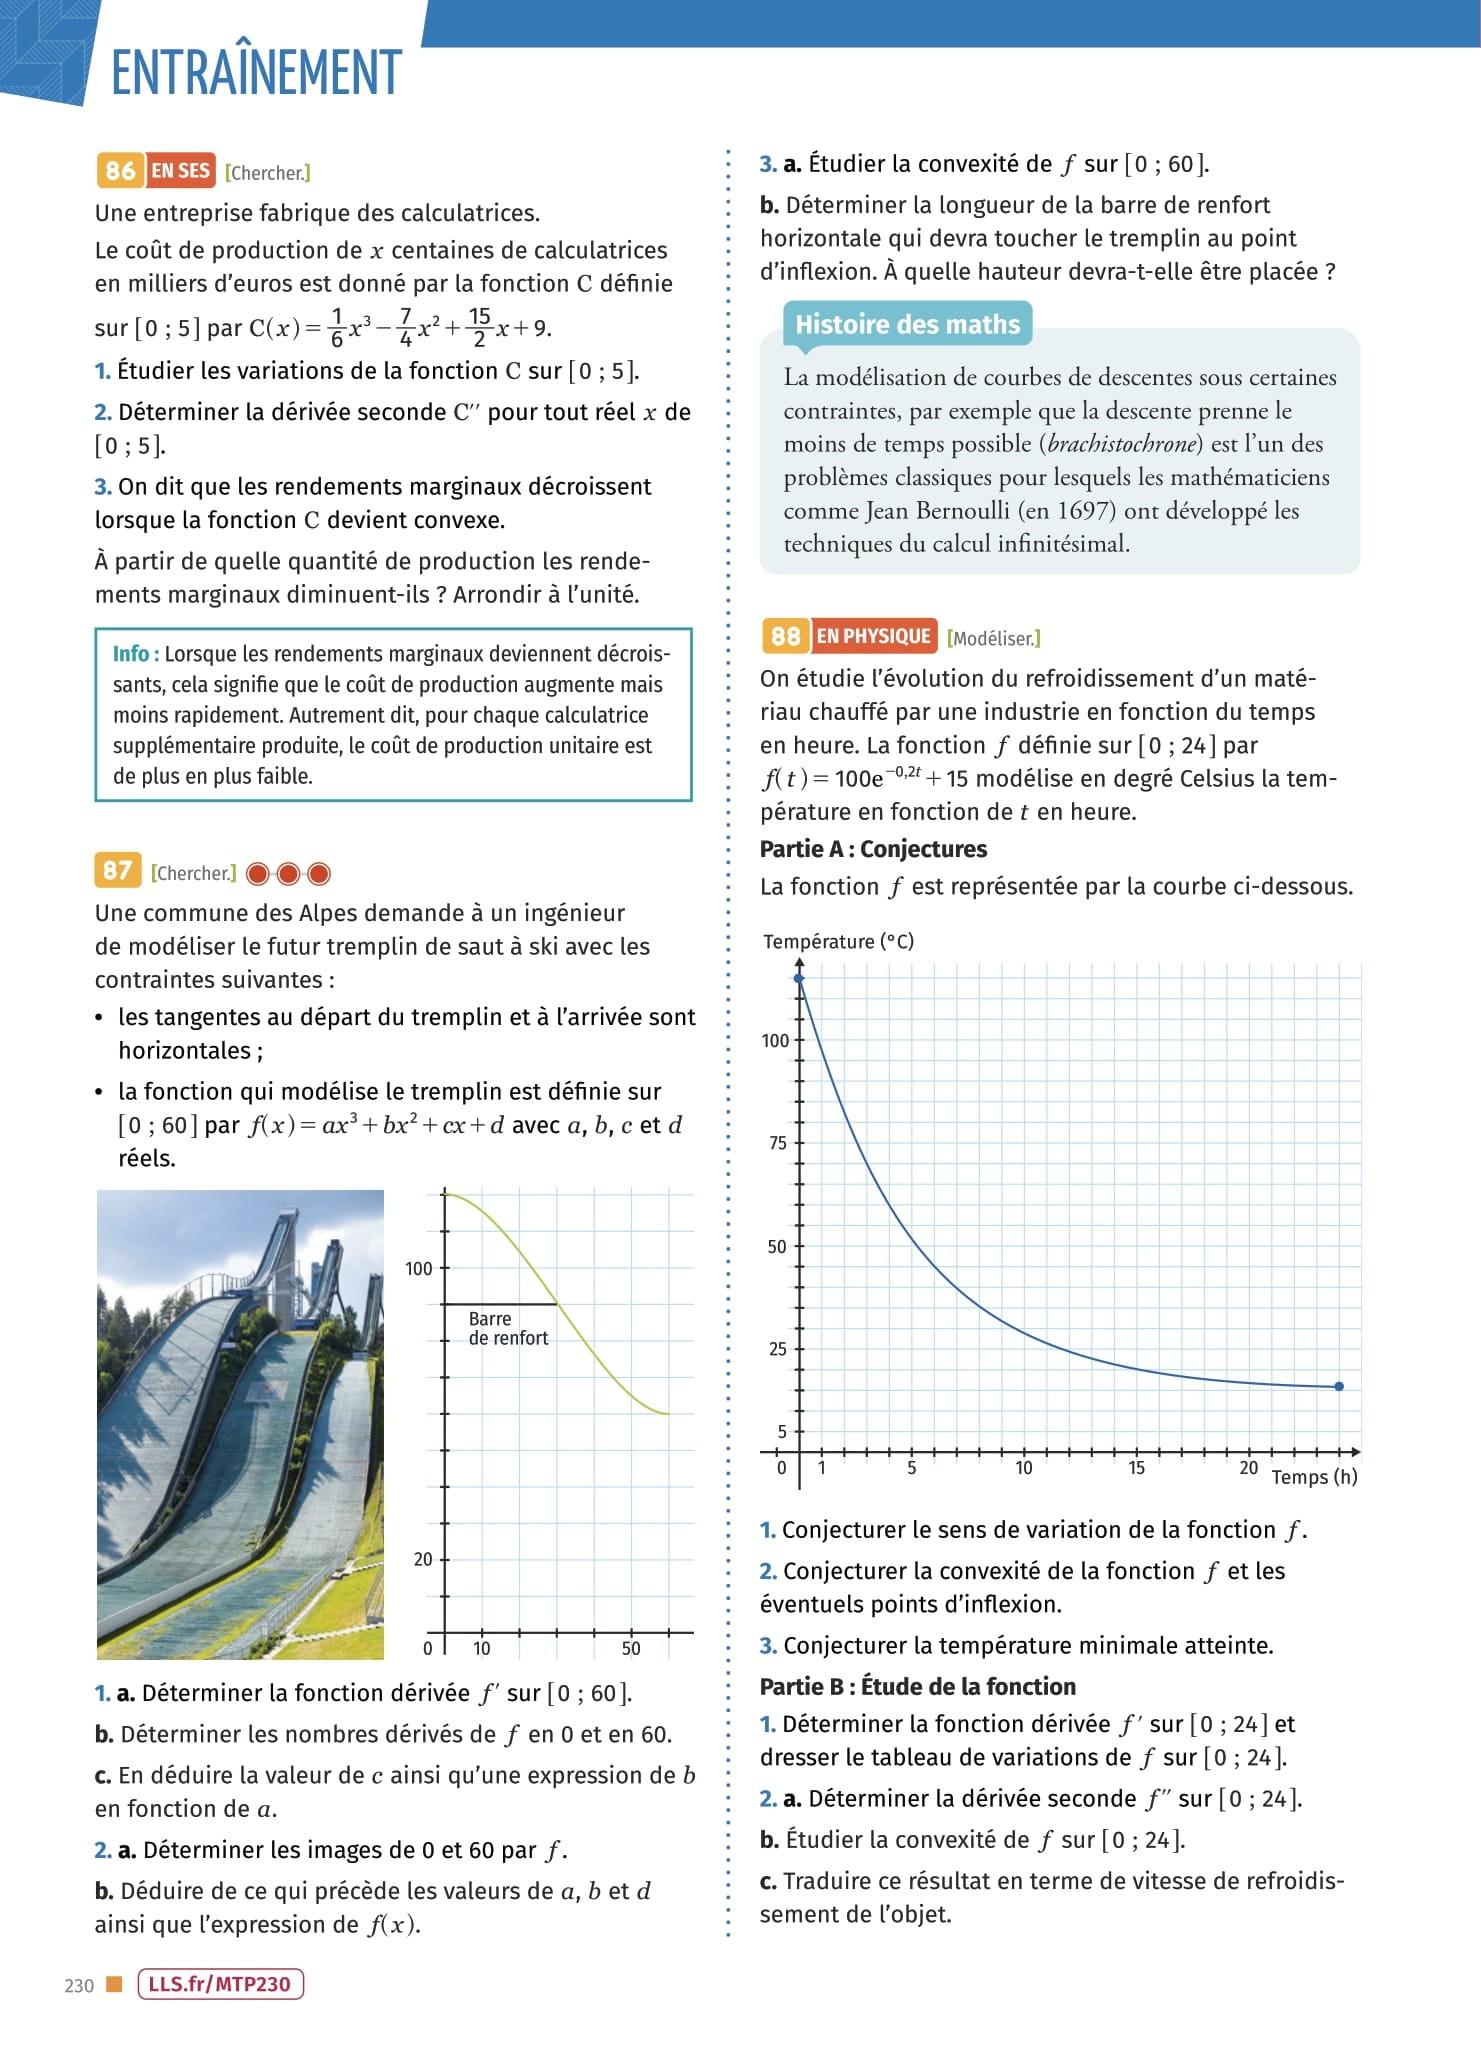 ENTRAÎNEMENT
86 EN SES [Chercher.]
Une entreprise fabrique des calculatrices.
Le coût de production de x centaines de calculatrices
en milliers d'euros est donné par la fonction C définie
sur [0 ; 5] par C(x) = 1/6 x³ − 7/4 x² + 15/2 x + 9.
1. Étudier les variations de la fonction C sur [0 ; 5].
2. Déterminer la dérivée seconde C″ pour tout réel x de
[0 ; 5].
3. On dit que les rendements marginaux décroissent
lorsque la fonction C devient convexe.
À partir de quelle quantité de production les rende-
ments marginaux diminuent-ils ? Arrondir à l'unité.
Info : Lorsque les rendements marginaux deviennent décrois-
sants, cela signifie que le coût de production augmente mais
moins rapidement. Autrement dit, pour chaque calculatrice
supplémentaire produite, le coût de production unitaire est
de plus en plus faible.
87 [Chercher.]
Une commune des Alpes demande à un ingénieur
de modéliser le futur tremplin de saut à ski avec les
contraintes suivantes :
• les tangentes au départ du tremplin et à l'arrivée sont
horizontales ;
• la fonction qui modélise le tremplin est définie sur
[0 ; 60] par f(x) = ax³ + bx² + cx + d avec a, b, c et d
réels.
100
Barre
de renfort
20
0 10 50
1. a. Déterminer la fonction dérivée f′ sur [0 ; 60].
b. Déterminer les nombres dérivés de f en 0 et en 60.
c. En déduire la valeur de c ainsi qu'une expression de b
en fonction de a.
2. a. Déterminer les images de 0 et 60 par f.
b. Déduire de ce qui précède les valeurs de a, b et d
ainsi que l'expression de f(x).
3. a. Étudier la convexité de f sur [0 ; 60].
b. Déterminer la longueur de la barre de renfort
horizontale qui devra toucher le tremplin au point
d'inflexion. À quelle hauteur devra-t-elle être placée ?
Histoire des maths
La modélisation de courbes de descentes sous certaines
contraintes, par exemple que la descente prenne le
moins de temps possible (brachistochrone) est l'un des
problèmes classiques pour lesquels les mathématiciens
comme Jean Bernoulli (en 1697) ont développé les
techniques du calcul infinitésimal.
88 EN PHYSIQUE [Modéliser.]
On étudie l'évolution du refroidissement d'un maté-
riau chauffé par une industrie en fonction du temps
en heure. La fonction f définie sur [0 ; 24] par
f(t) = 100e^−0,2t + 15 modélise en degré Celsius la tem-
pérature en fonction de t en heure.
Partie A : Conjectures
La fonction f est représentée par la courbe ci-dessous.
Température (°C)
100
75
50
25
5
0 1 5 10 15 20 Temps (h)
1. Conjecturer le sens de variation de la fonction f.
2. Conjecturer la convexité de la fonction f et les
éventuels points d'inflexion.
3. Conjecturer la température minimale atteinte.
Partie B : Étude de la fonction
1. Déterminer la fonction dérivée f′ sur [0 ; 24] et
dresser le tableau de variations de f sur [0 ; 24].
2. a. Déterminer la dérivée seconde f″ sur [0 ; 24].
b. Étudier la convexité de f sur [0 ; 24].
c. Traduire ce résultat en terme de vitesse de refroidis-
sement de l'objet.
230 LLS.fr/MTP230